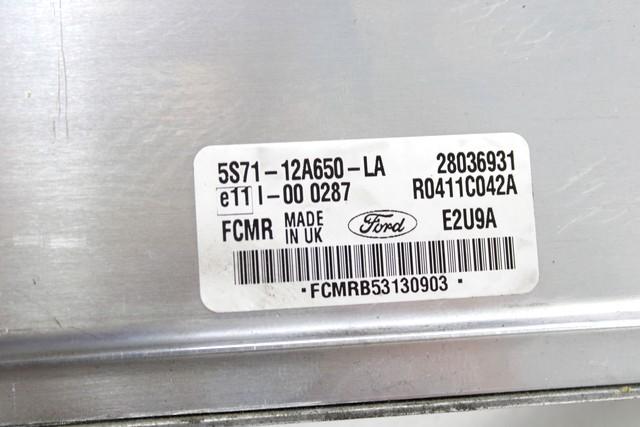 5S71-12A650-LA 28036931
e11 I-00 0287 R0411C042A
FCMR MADE IN UK Ford E2U9A
·FCMRB53130903·